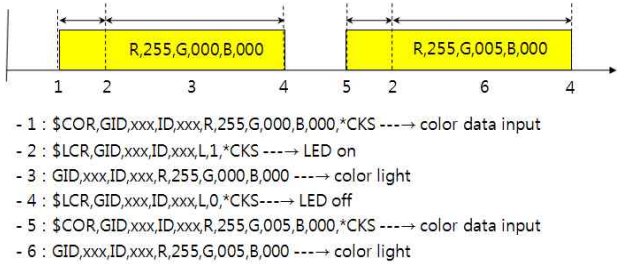 R,255,G,000,B,000 R,255,G,005,B,000
1 2 3 4 5 2 6 4
- 1 : $COR,GID,xxx,ID,xxx,R,255,G,000,B,000,*CKS ---→ color data input
- 2 : $LCR,GID,xxx,ID,xxx,L,1,*CKS ---→ LED on
- 3 : GID,xxx,ID,xxx,R,255,G,000,B,000 ---→ color light
- 4 : $LCR,GID,xxx,ID,xxx,L,0,*CKS---→ LED off
- 5 : $COR,GID,xxx,ID,xxx,R,255,G,005,B,000,*CKS ---→ color data input
- 6 : GID,xxx,ID,xxx,R,255,G,005,B,000 ---→ color light